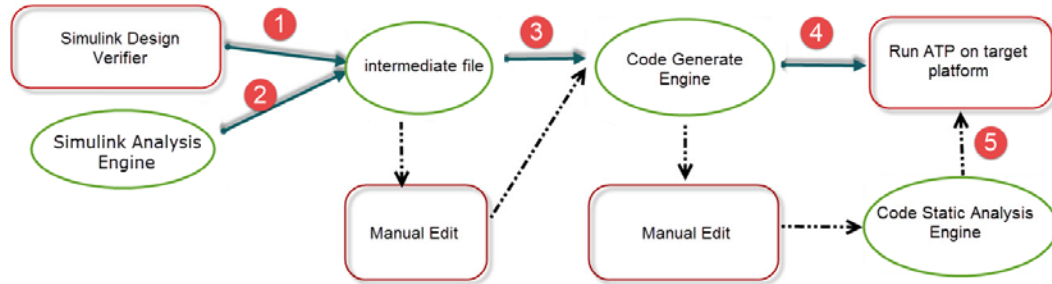 1
Simulink Design
Verifier
2
Simulink Analysis
Engine
intermediate file
3
Code Generate
Engine
4
Run ATP on target
platform
5
Manual Edit
Manual Edit
Code Static Analysis
Engine